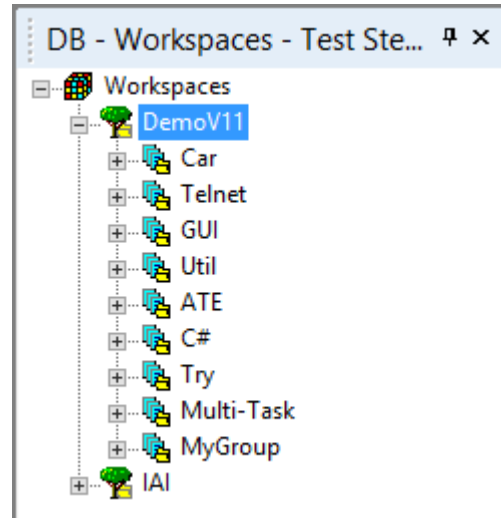 DB - Workspaces - Test Ste...
Workspaces
DemoV11
Car
Telnet
GUI
Util
ATE
C#
Try
Multi-Task
MyGroup
IAI